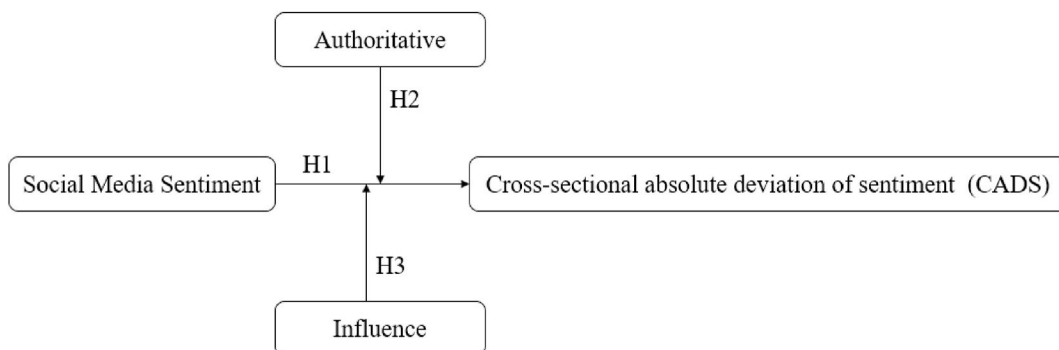 Authoritative
H2
H1
Social Media Sentiment
Cross-sectional absolute deviation of sentiment (CADS)
H3
Influence